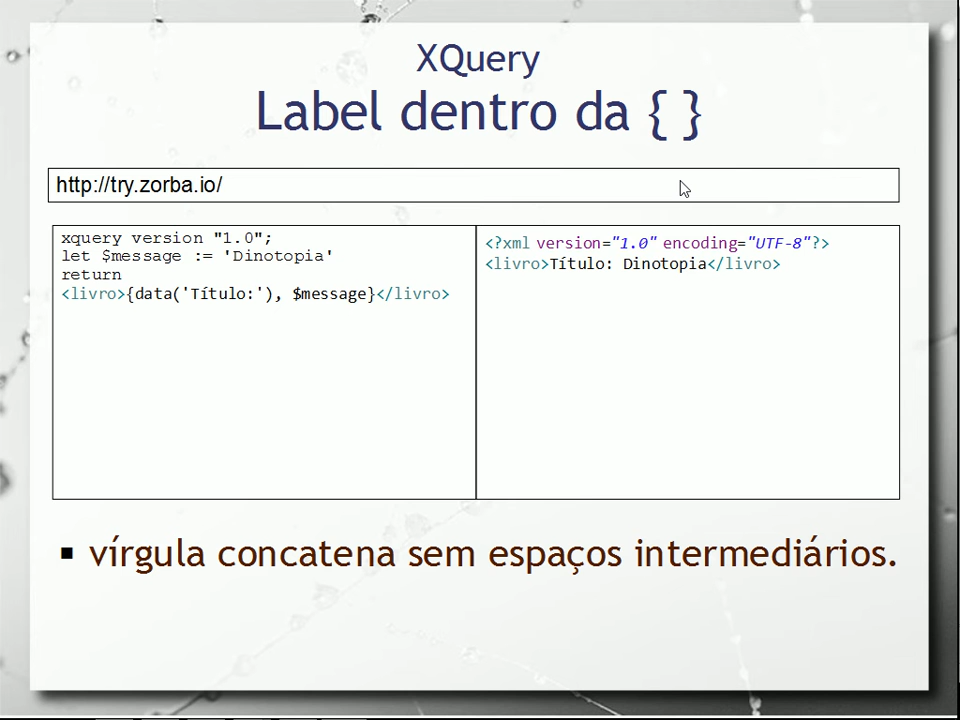 XQuery
Label dentro da { }
http://try.zorba.io/
xquery version "1.0";
let $message := 'Dinotopia'
return
<livro>{data('Título:'), $message}</livro>
<?xml version="1.0" encoding="UTF-8"?>
<livro>Título: Dinotopia</livro>
▪ vírgula concatena sem espaços intermediários.